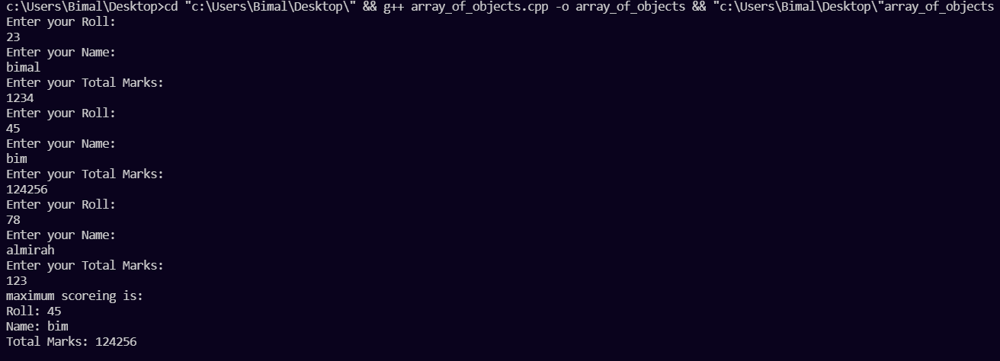 c:\Users\Bimal\Desktop>cd "c:\Users\Bimal\Desktop\" && g++ array_of_objects.cpp -o array_of_objects && "c:\Users\Bimal\Desktop\"array_of_objects
Enter your Roll:
23
Enter your Name:
bimal
Enter your Total Marks:
1234
Enter your Roll:
45
Enter your Name:
bim
Enter your Total Marks:
124256
Enter your Roll:
78
Enter your Name:
almirah
Enter your Total Marks:
123
maximum scoreing is:
Roll: 45
Name: bim
Total Marks: 124256